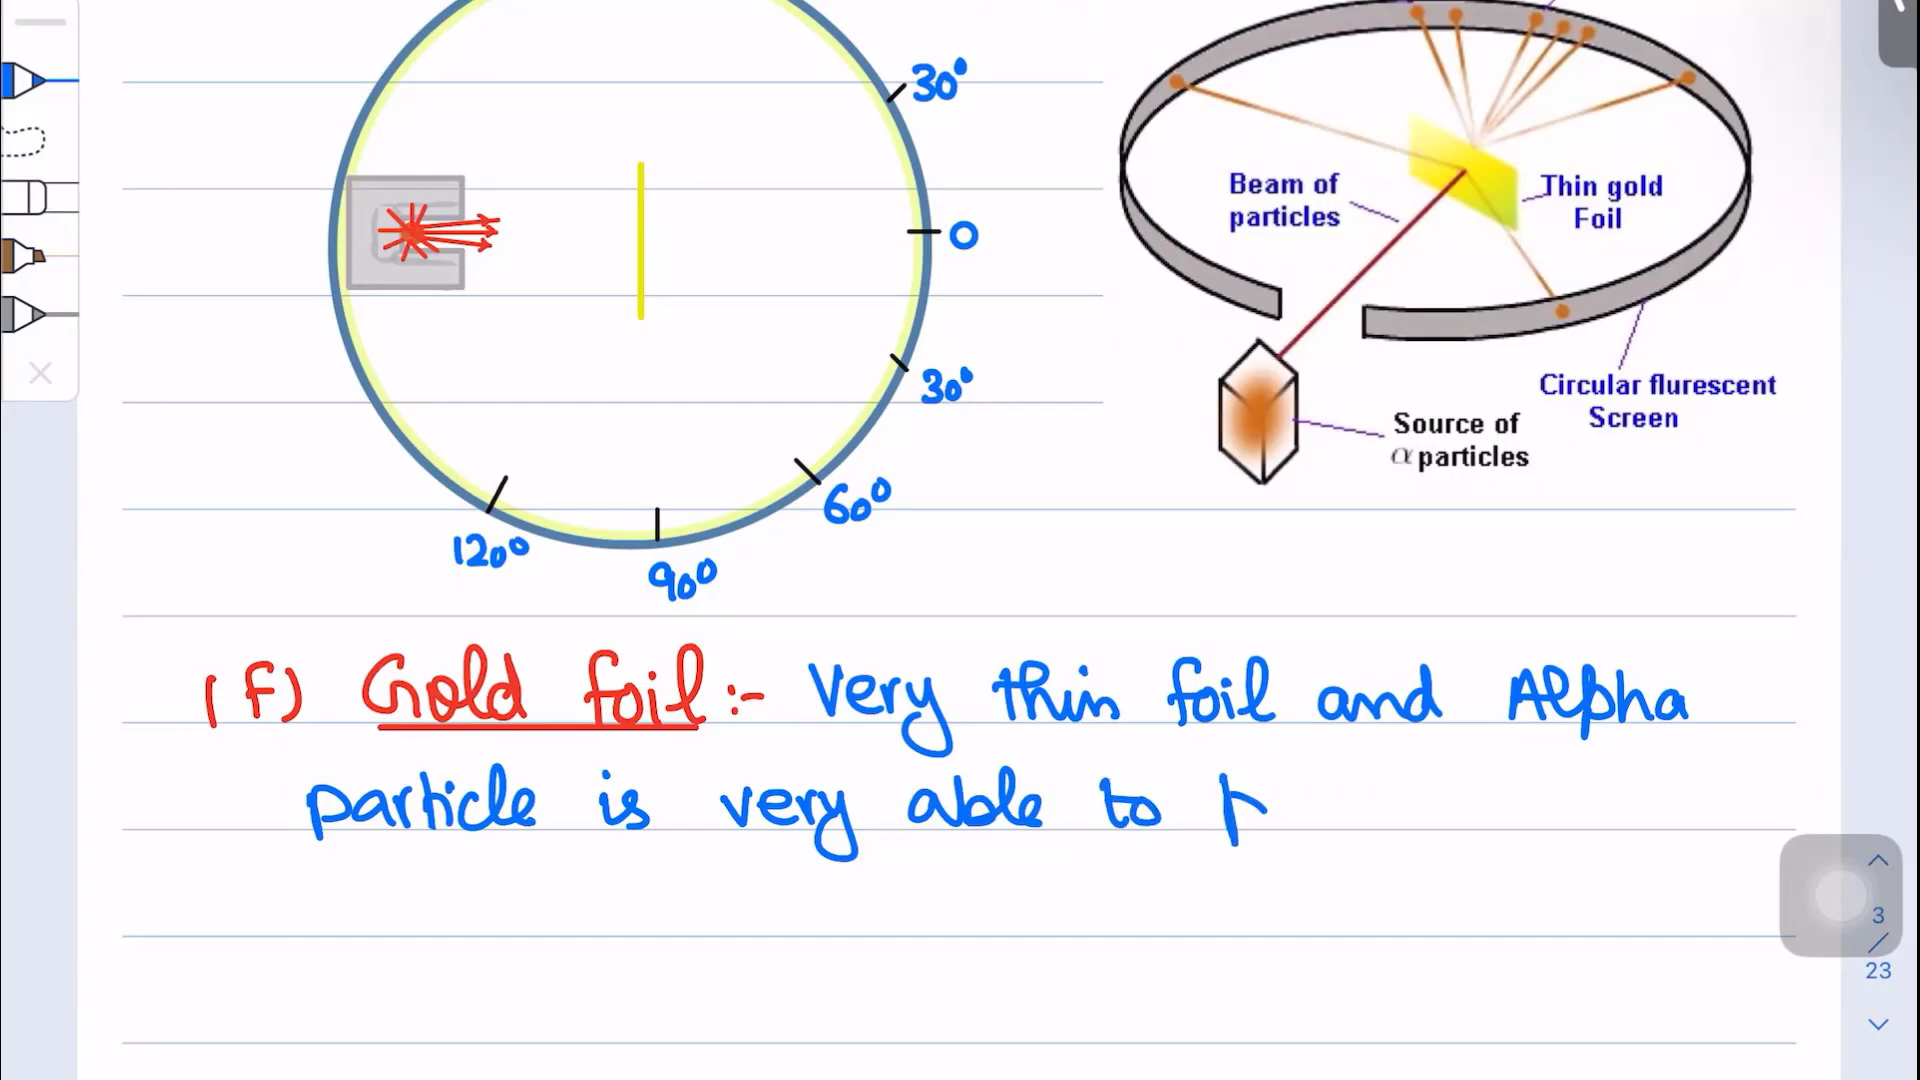 30°
0
30°
60°
90°
120°
Beam of
particles
Thin gold
Foil
Circular flurescent
Screen
Source of
α particles
(F) Gold foil :- Very thin foil and Alpha
particle is very able to p
3
/
23